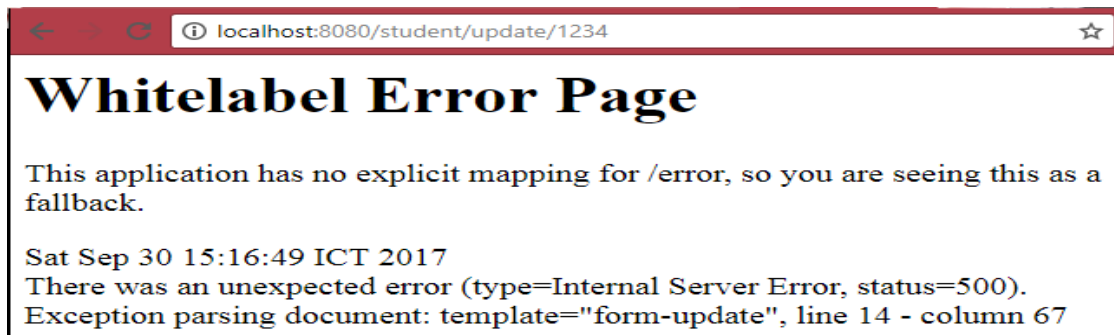 localhost:8080/student/update/1234
Whitelabel Error Page
This application has no explicit mapping for /error, so you are seeing this as a
fallback.
Sat Sep 30 15:16:49 ICT 2017
There was an unexpected error (type=Internal Server Error, status=500).
Exception parsing document: template="form-update", line 14 - column 67